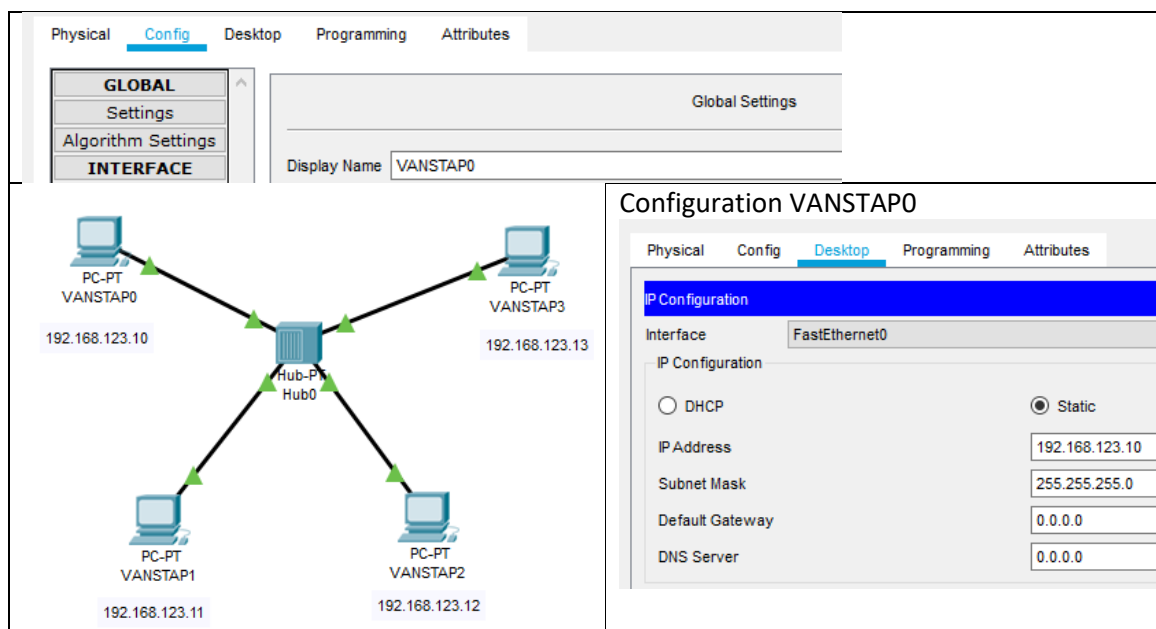 Physical Config Desktop Programming Attributes
GLOBAL
Settings
Algorithm Settings
INTERFACE
Global Settings
Display Name VANSTAP0
PC-PT
VANSTAP0
192.168.123.10
PC-PT
VANSTAP3
192.168.123.13
Hub-PT
Hub0
PC-PT
VANSTAP1
192.168.123.11
PC-PT
VANSTAP2
192.168.123.12
Configuration VANSTAP0
Physical Config Desktop Programming Attributes
IP Configuration
Interface FastEthernet0
IP Configuration
DHCP Static
IP Address 192.168.123.10
Subnet Mask 255.255.255.0
Default Gateway 0.0.0.0
DNS Server 0.0.0.0